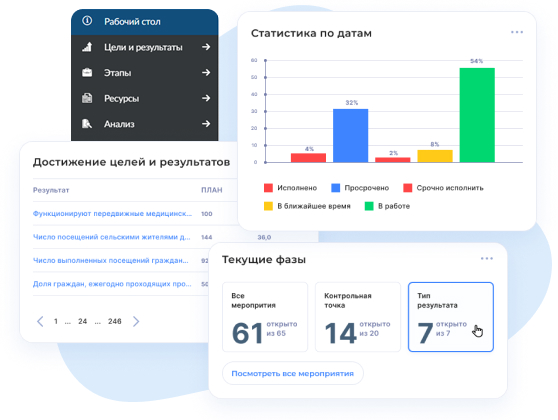 Рабочий стол
Цели и результаты
Этапы
Ресурсы
Анализ
Статистика по датам
60
50
40
30
20
10
0
4%
32%
2%
8%
54%
Исполнено
Просрочено
Срочно исполнить
В ближайшее время
В работе
Достижение целей и результатов
Результат
ПЛАН
Функционируют передвижные медицинск...
100
Число посещений сельскими жителями д...
144
36,0
Число выполненных посещений граждан...
Доля граждан, ежегодно проходящих про...
1 ... 24 ... 246
Текущие фазы
Все
меропрития
61 открыто
из 65
Контрольная
точка
14 открыто
из 20
Тип
результата
7 открыто
из 7
Посмотреть все мероприятия